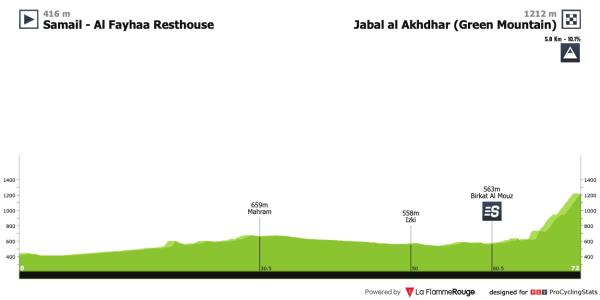 416 m
Samail - Al Fayhaa Resthouse
1212 m
Jabal al Akhdhar (Green Mountain)
5.8 Km - 10.1%
659m
Mahram
558m
Izki
563m
Birkat Al Mouz
S
1400
1200
1000
800
600
400
1400
1200
1000
800
600
400
0
30.5
50
60.5
72
Powered by La FlammeRouge designed for PCS ProCyclingStats